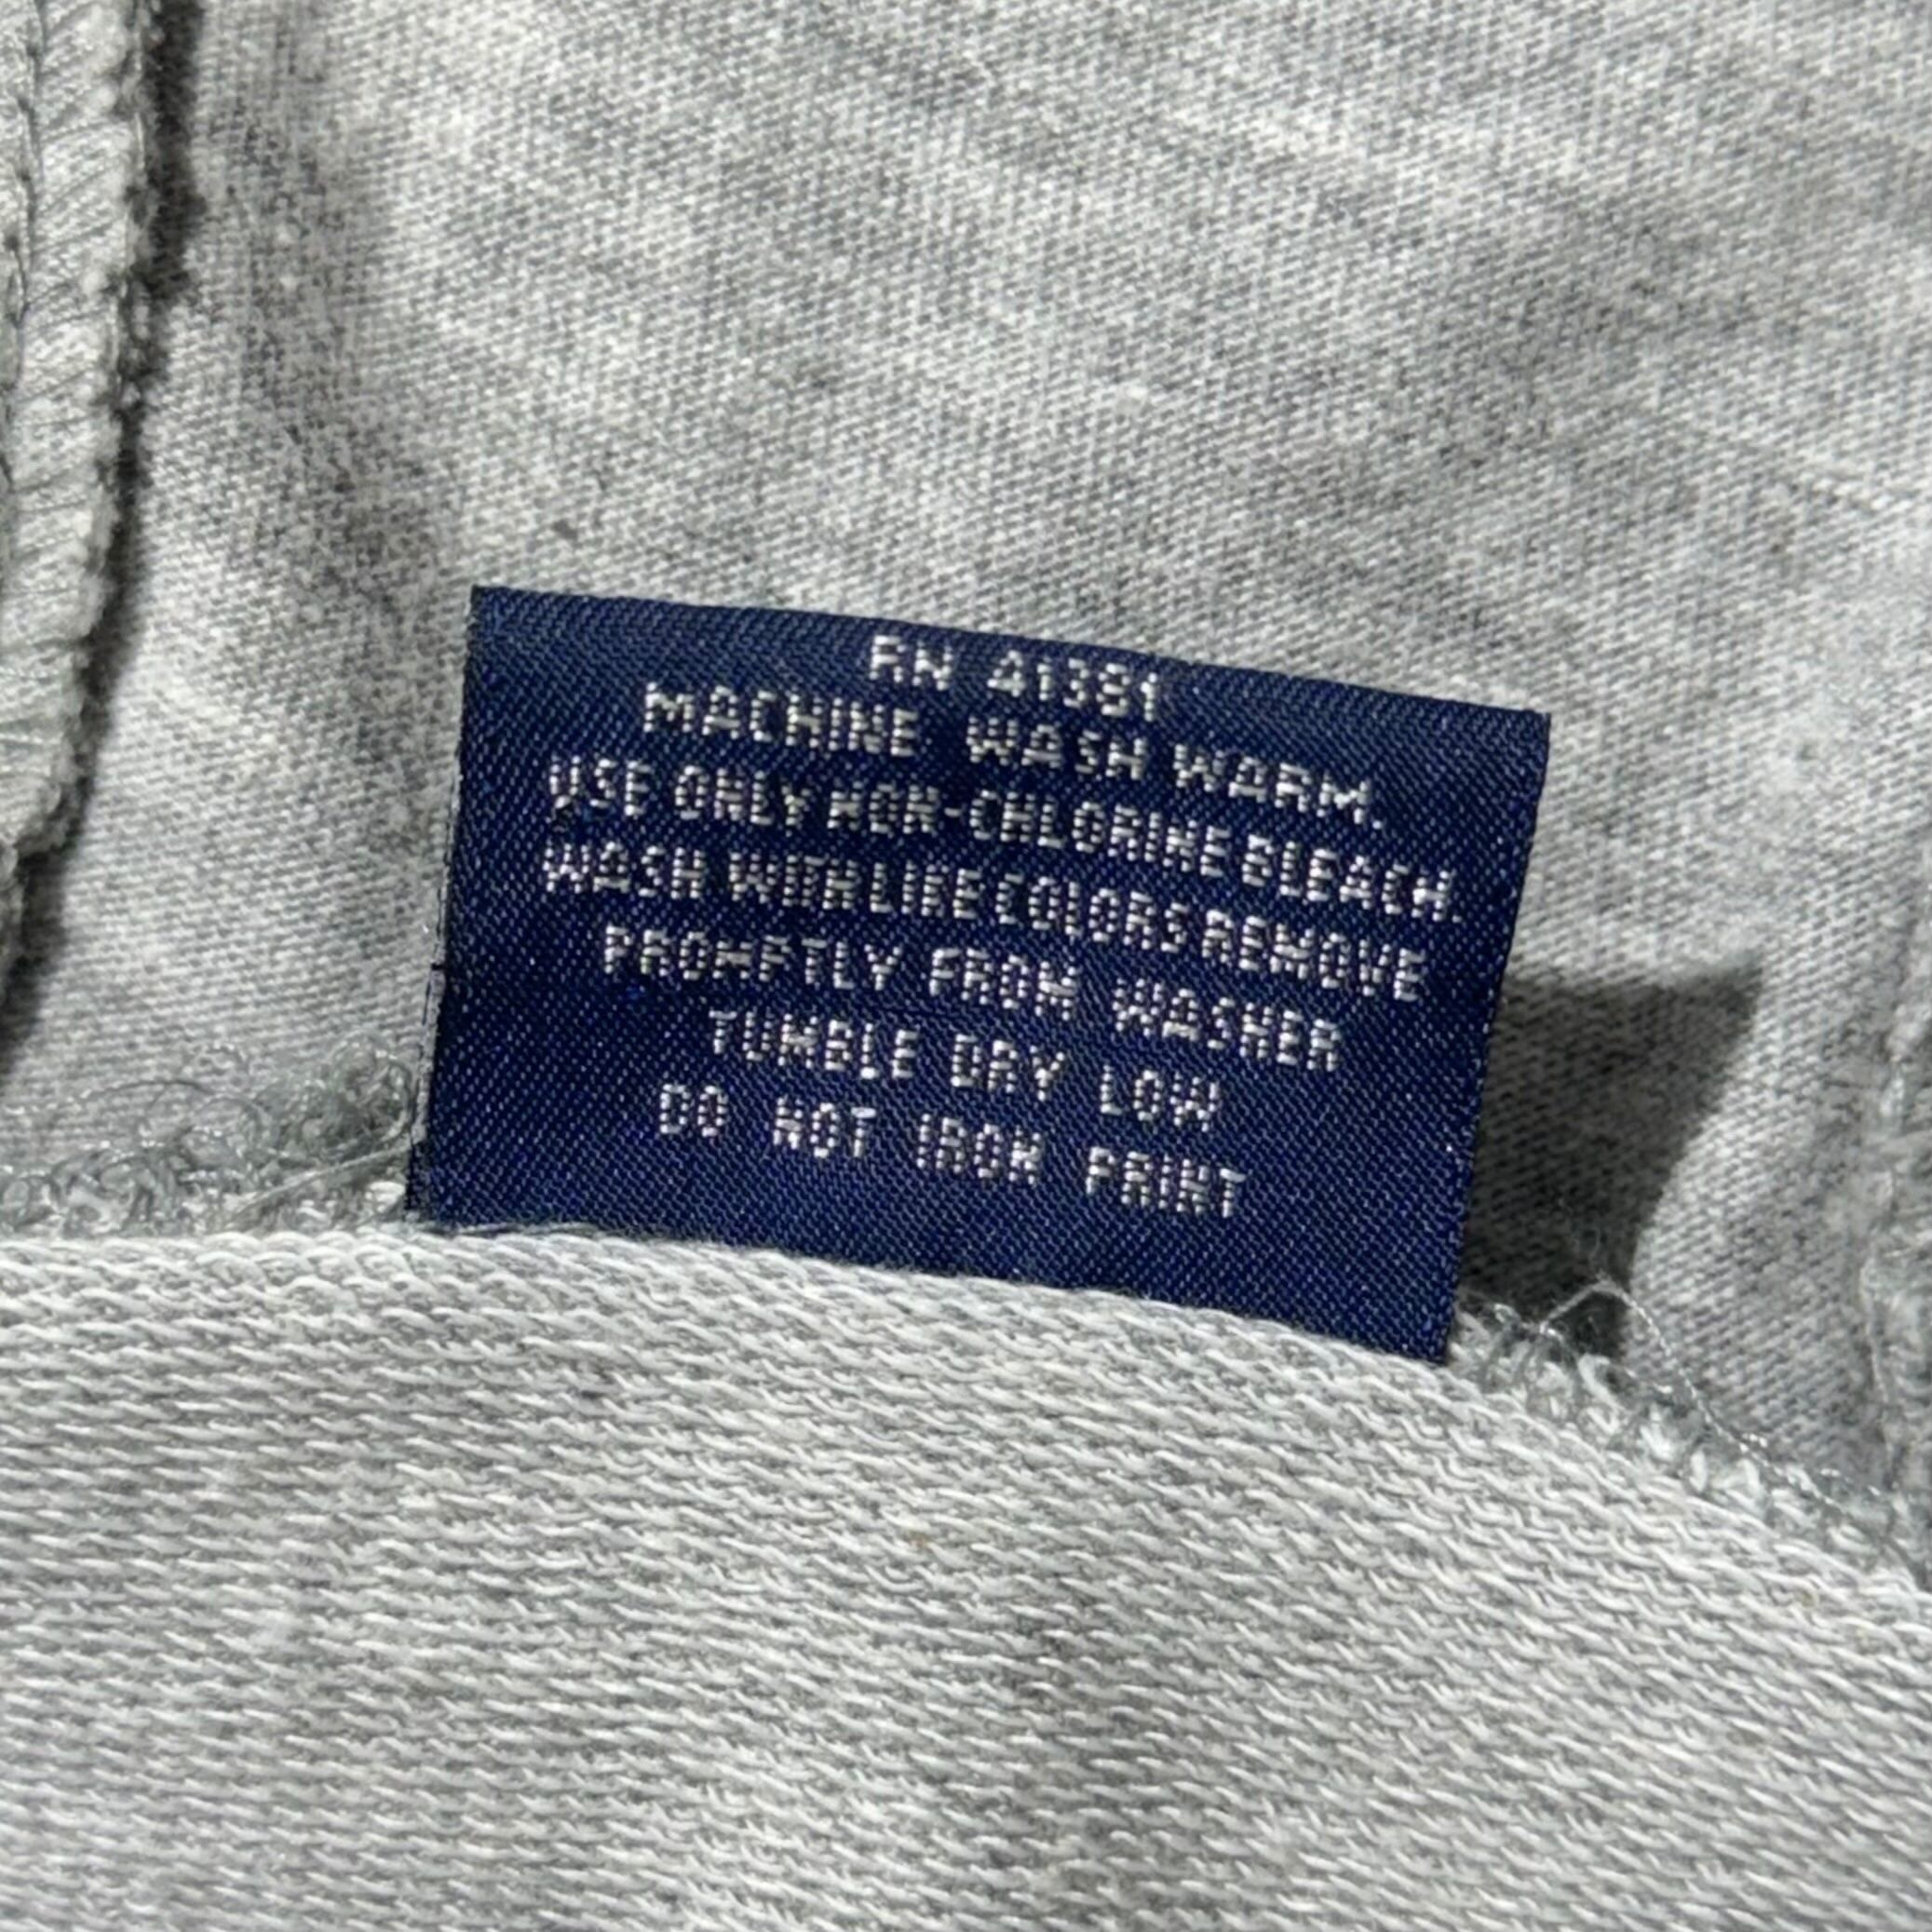 RN 41381
MACHINE WASH WARM.
USE ONLY NON-CHLORINE BLEACH.
WASH WITH LIKE COLORS REMOVE
PROMPTLY FROM WASHER
TUMBLE DRY LOW
DO NOT IRON PRINT